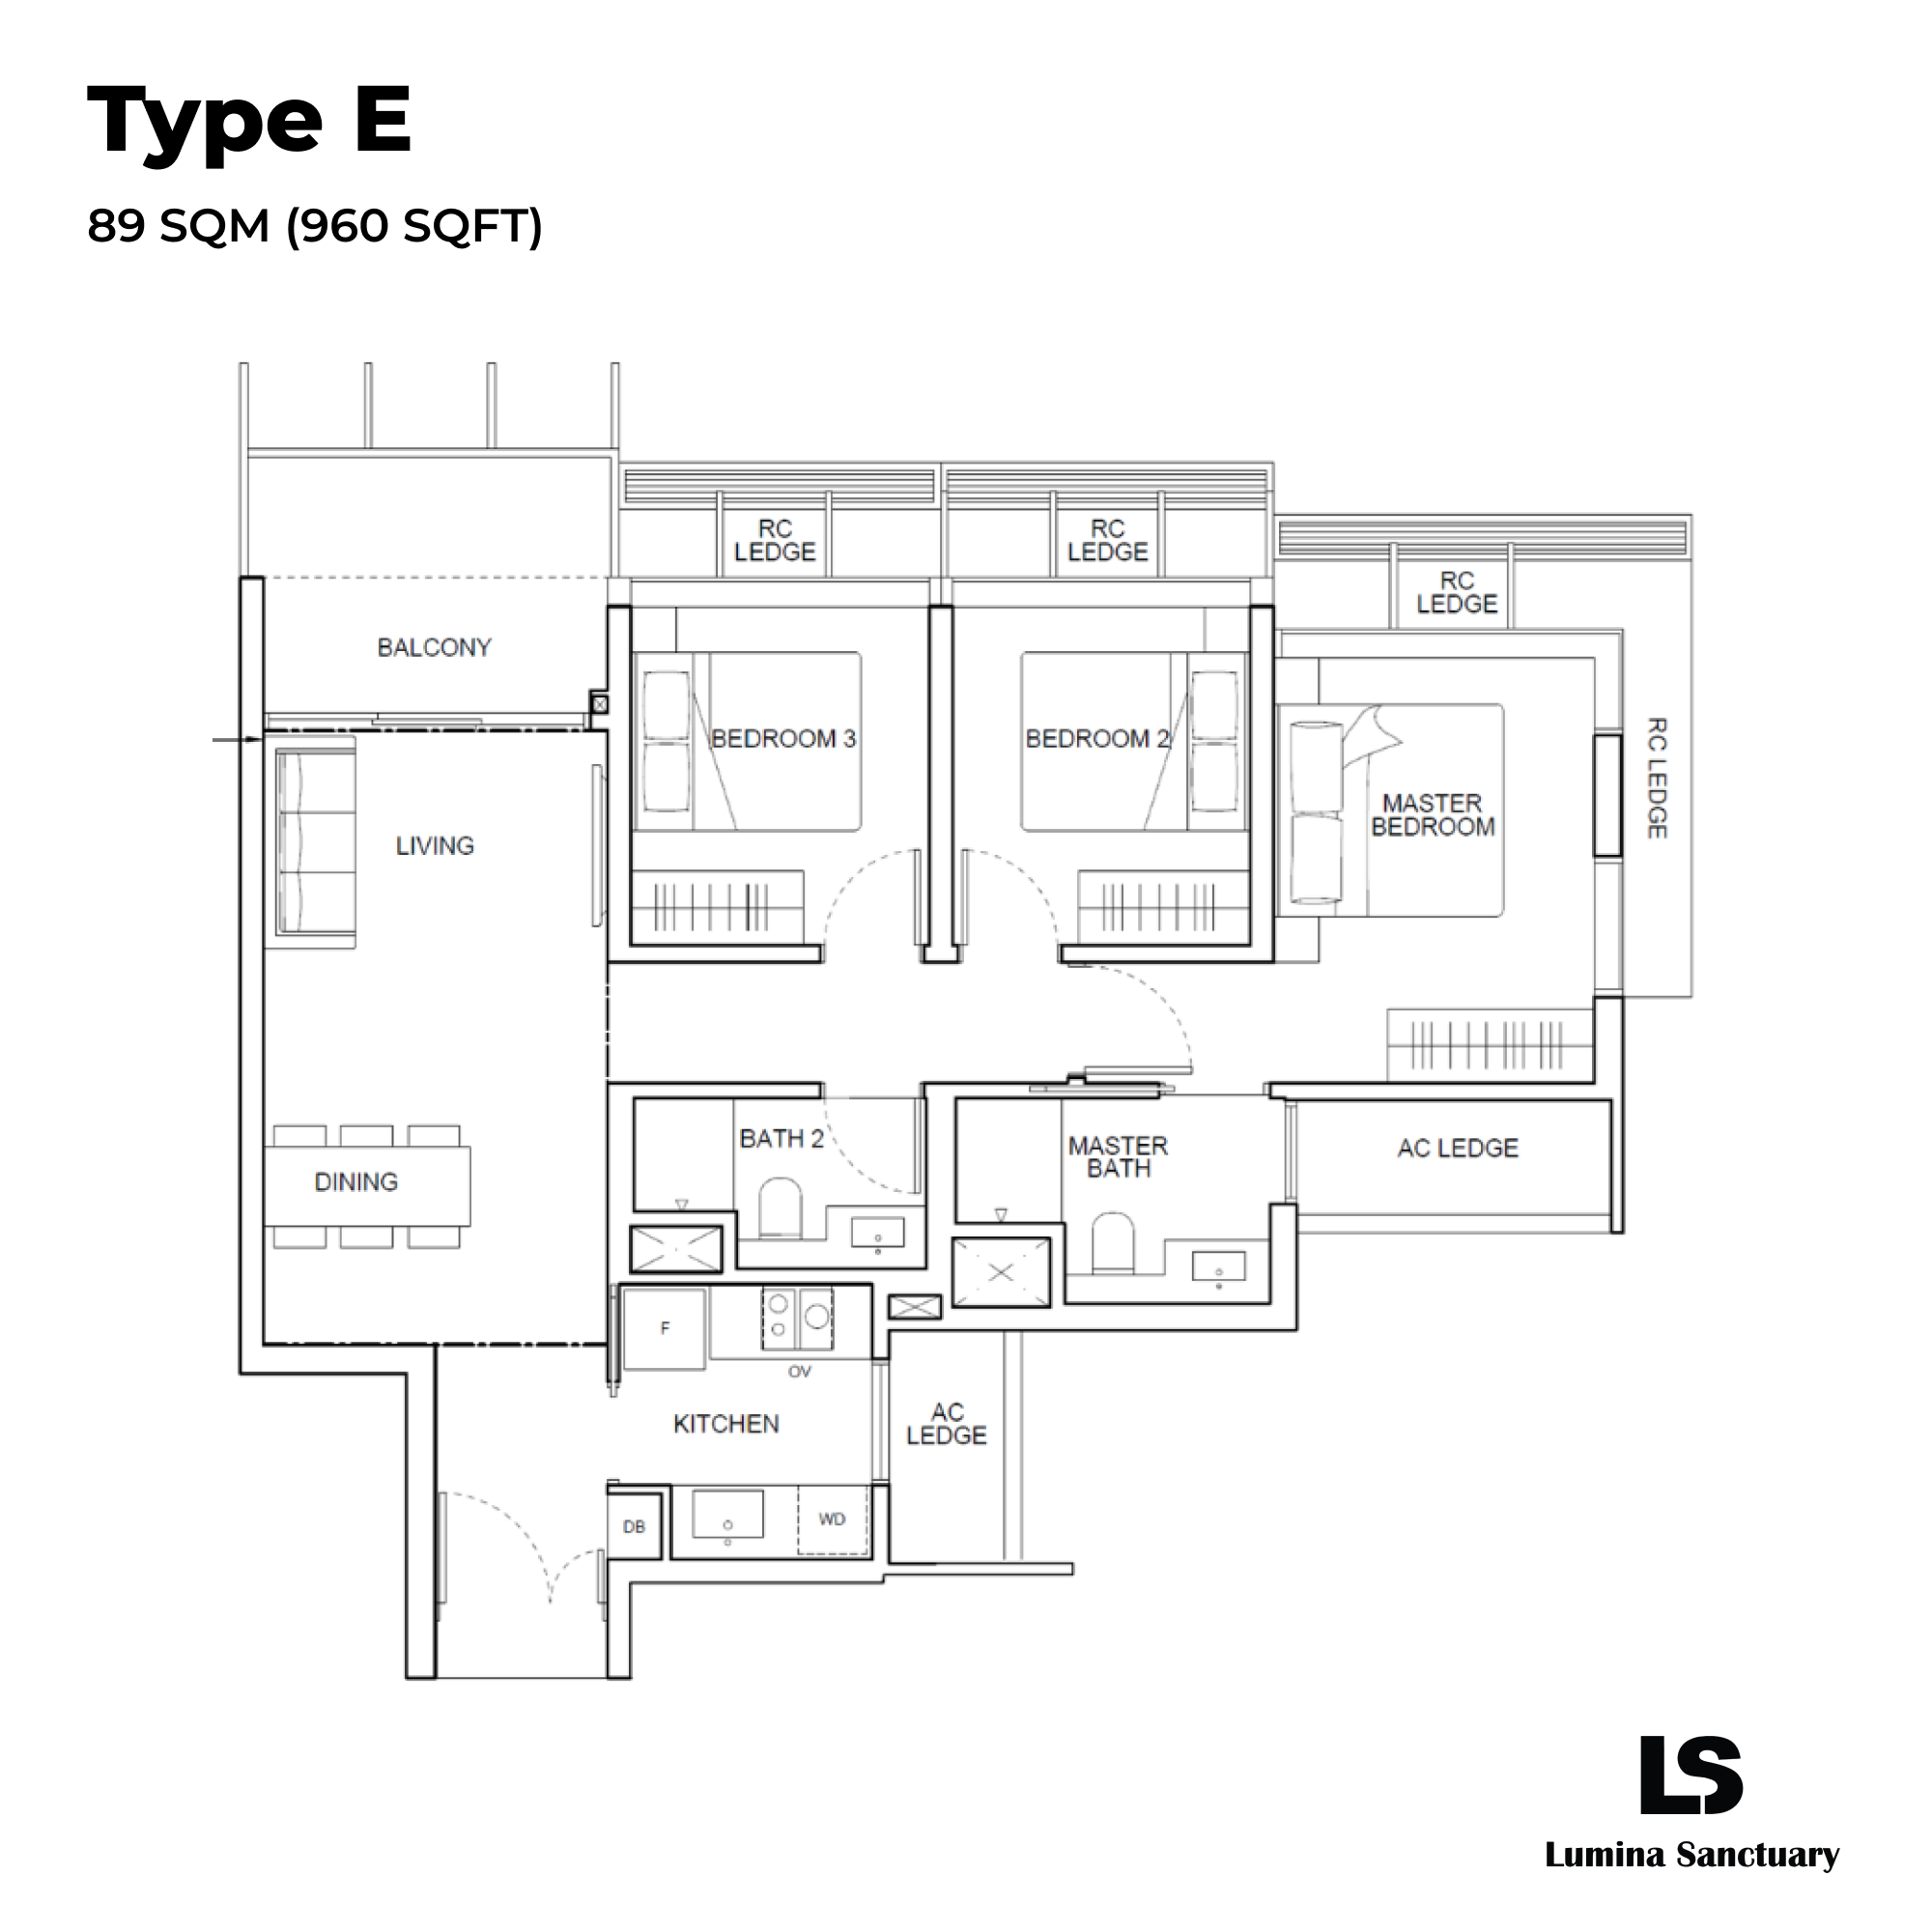 Type E
89 SQM (960 SQFT)
RC
LEDGE
RC
LEDGE
RC
LEDGE
BALCONY
BEDROOM 3
BEDROOM 2
RC LEDGE
MASTER
BEDROOM
LIVING
BATH 2
MASTER
BATH
AC LEDGE
DINING
F
OV
KITCHEN
AC
LEDGE
DB
WD
LS
Lumina Sanctuary